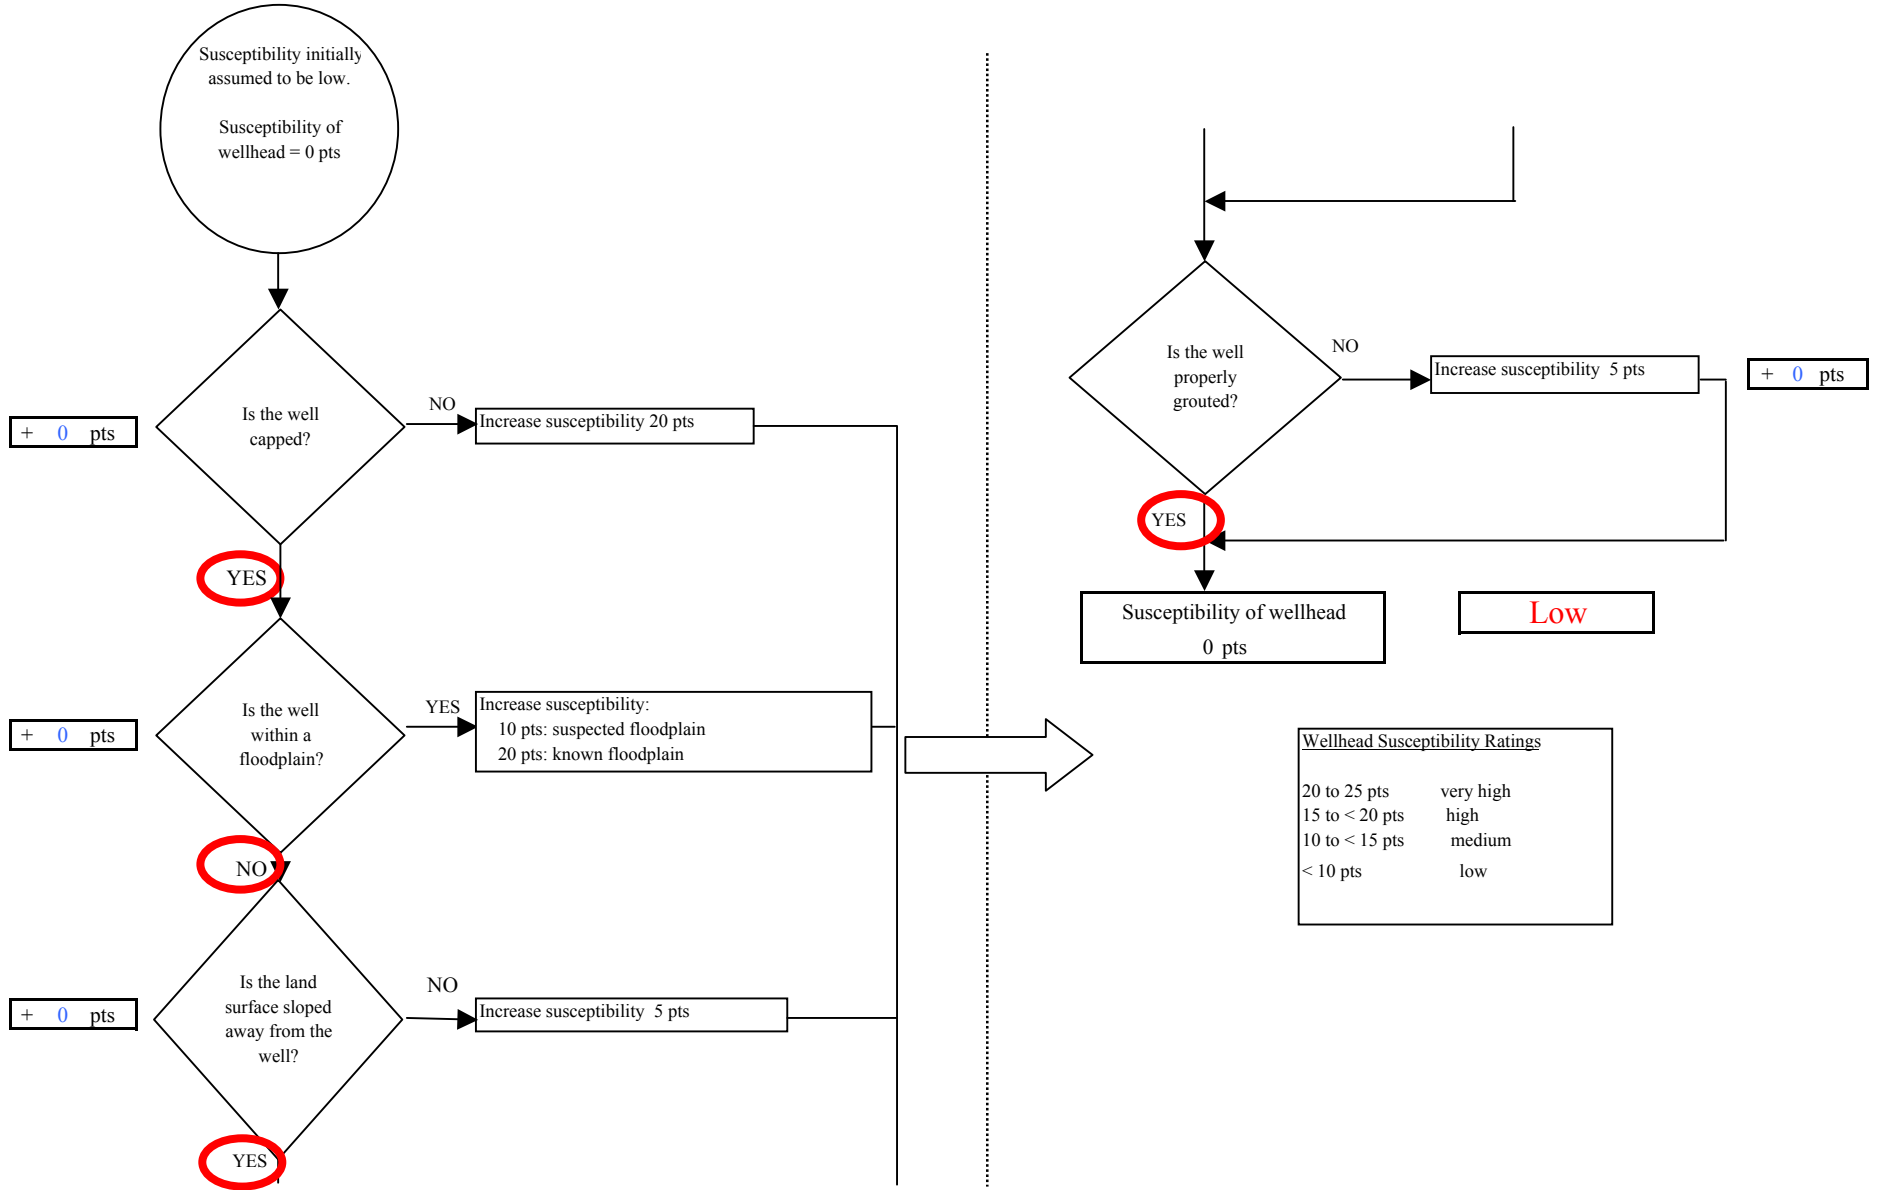 Susceptibility initially
assumed to be low.
Susceptibility of
wellhead = 0 pts
Is the well
capped?
NO
Increase susceptibility 20 pts
+ 0 pts
YES
Is the well
within a
floodplain?
YES
Increase susceptibility:
10 pts: suspected floodplain
20 pts: known floodplain
+ 0 pts
NO
Is the land
surface sloped
away from the
well?
NO
Increase susceptibility 5 pts
+ 0 pts
YES
Is the well
properly
grouted?
NO
Increase susceptibility 5 pts
+ 0 pts
YES
Susceptibility of wellhead
0 pts
Low
Wellhead Susceptibility Ratings
20 to 25 pts very high
15 to < 20 pts high
10 to < 15 pts medium
< 10 pts low